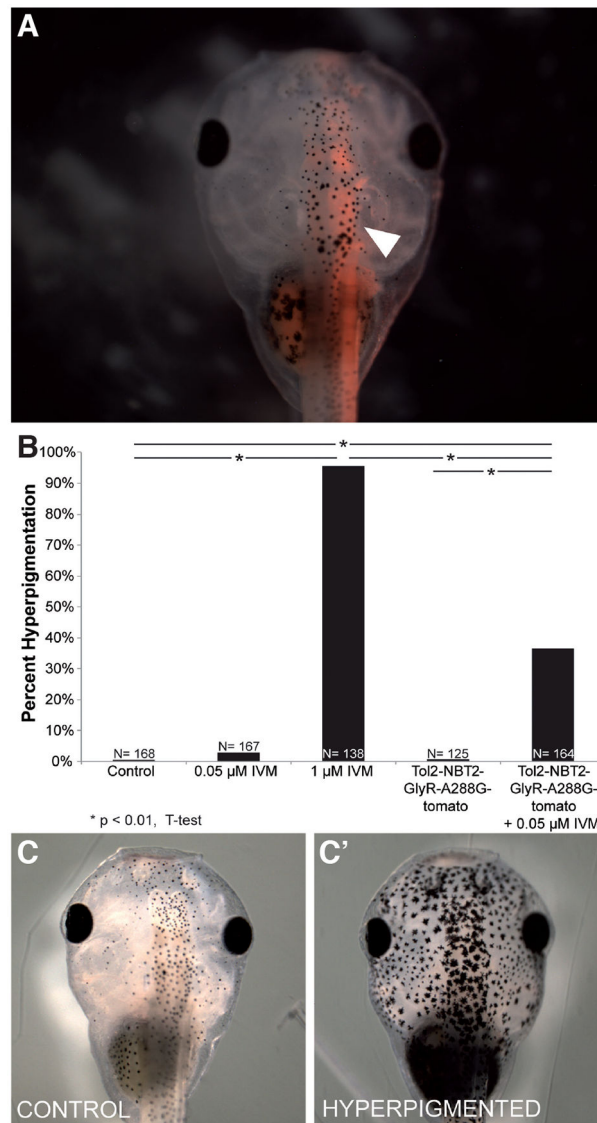 A
B
*
*
*
*
100%
90%
80%
70%
60%
50%
40%
30%
20%
10%
0%
Percent Hyperpigmentation
N= 168
N= 167
N= 138
N= 125
N= 164
Control
0.05 µM IVM
1 µM IVM
Tol2-NBT2-
GlyR-A288G-
tomato
Tol2-NBT2-
GlyR-A288G-
tomato
+ 0.05 µM IVM
* p < 0.01, T-test
C
CONTROL
C'
HYPERPIGMENTED